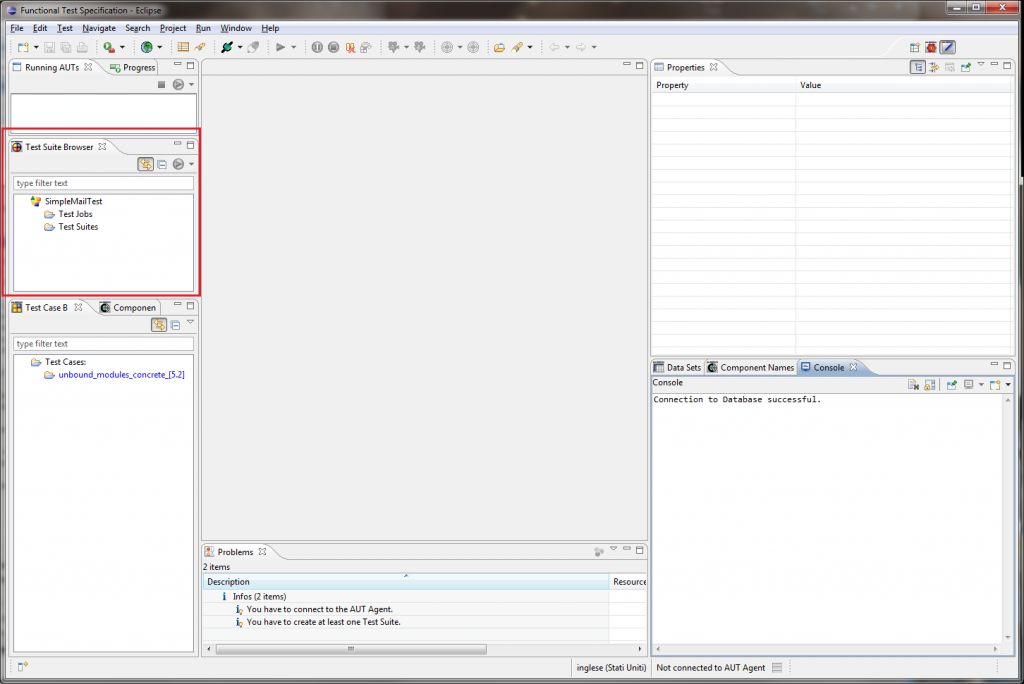 Functional Test Specification - Eclipse
File Edit Test Navigate Search Project Run Window Help
Running AUTs Progress
Test Suite Browser
type filter text
SimpleMailTest
Test Jobs
Test Suites
Test Case B Componen
type filter text
Test Cases:
unbound_modules_concrete_[5.2]
Problems
2 items
Description Resource
Infos (2 items)
You have to connect to the AUT Agent.
You have to create at least one Test Suite.
Properties
Property Value
Data Sets Component Names Console
Console
Connection to Database successful.
inglese (Stati Uniti) Not connected to AUT Agent